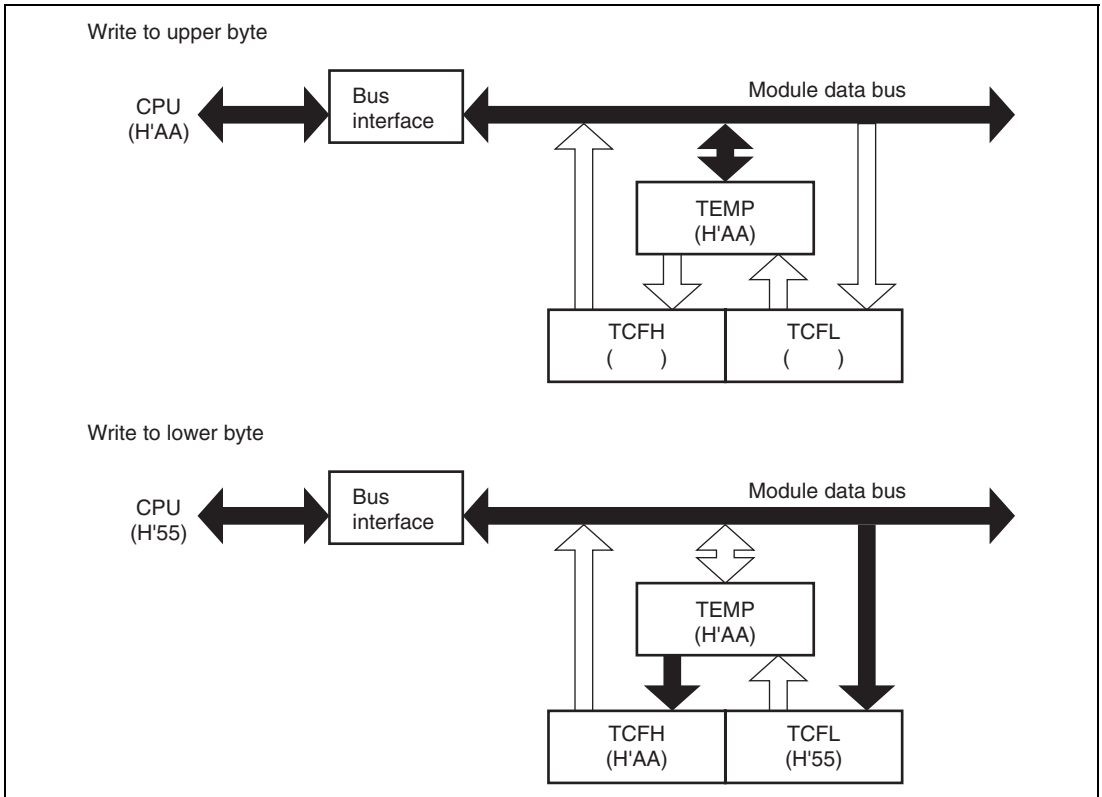 Write to upper byte
CPU
(H'AA)
Bus
interface
Module data bus
TEMP
(H'AA)
TCFH
(    )
TCFL
(    )
Write to lower byte
CPU
(H'55)
Bus
interface
Module data bus
TEMP
(H'AA)
TCFH
(H'AA)
TCFL
(H'55)